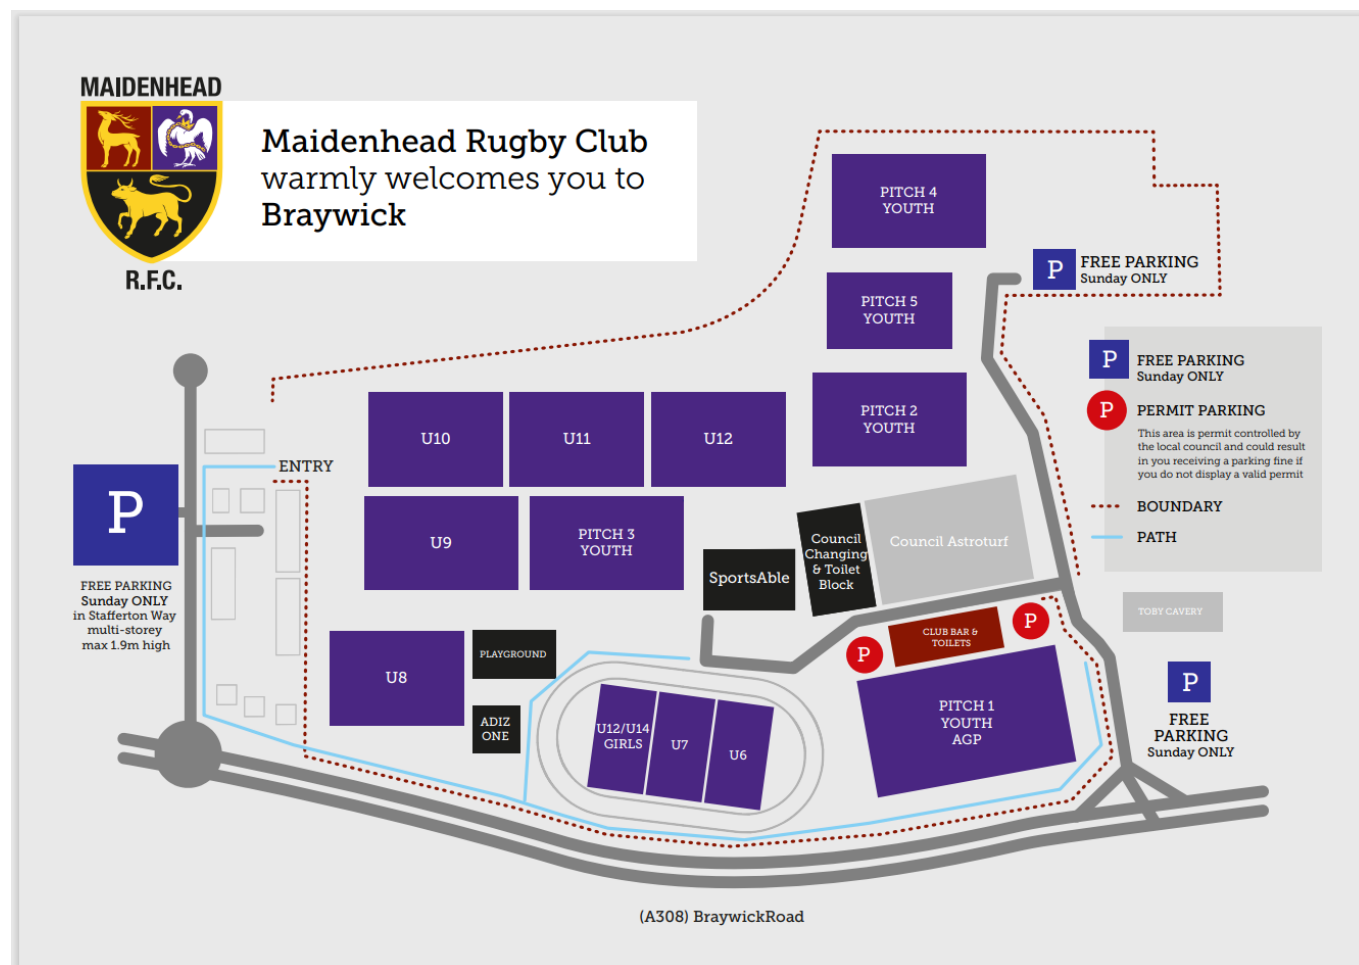 MAIDENHEAD
R.F.C.
Maidenhead Rugby Club
warmly welcomes you to
Braywick
PITCH 4
YOUTH
P
FREE PARKING
Sunday ONLY
PITCH 5
YOUTH
P
FREE PARKING
Sunday ONLY
P
PERMIT PARKING
This area is permit controlled by
the local council and could result
in you receiving a parking fine if
you do not display a valid permit
BOUNDARY
PATH
PITCH 2
YOUTH
U10
U11
U12
ENTRY
P
FREE PARKING
Sunday ONLY
in Stafferton Way
multi-storey
max 1.9m high
U9
PITCH 3
YOUTH
SportsAble
Council
Changing
& Toilet
Block
Council Astroturf
TOBY CAVERY
CLUB BAR &
TOILETS
P
P
U8
PLAYGROUND
ADIZ
ONE
U12/U14
GIRLS
U7
U6
PITCH 1
YOUTH
AGP
P
FREE
PARKING
Sunday ONLY
(A308) BraywickRoad